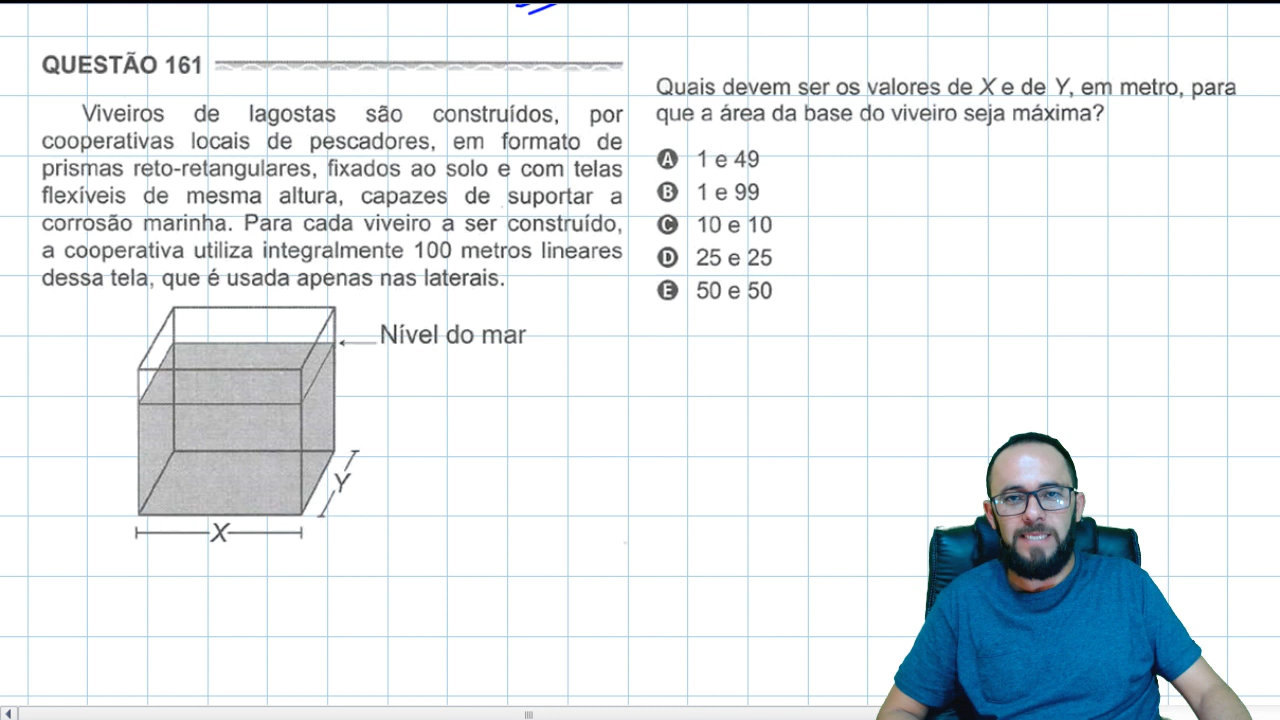 QUESTÃO 161
Viveiros de lagostas são construídos, por
cooperativas locais de pescadores, em formato de
prismas reto-retangulares, fixados ao solo e com telas
flexíveis de mesma altura, capazes de suportar a
corrosão marinha. Para cada viveiro a ser construído,
a cooperativa utiliza integralmente 100 metros lineares
dessa tela, que é usada apenas nas laterais.
Nível do mar
Y
X
Quais devem ser os valores de X e de Y, em metro, para
que a área da base do viveiro seja máxima?
A 1 e 49
B 1 e 99
C 10 e 10
D 25 e 25
E 50 e 50